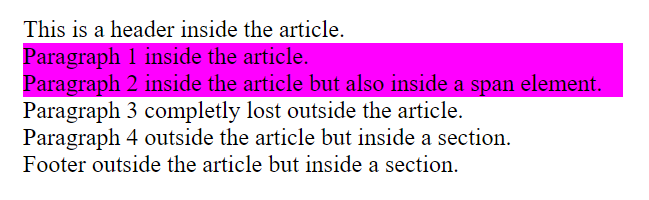 This is a header inside the article.
Paragraph 1 inside the article.
Paragraph 2 inside the article but also inside a span element.
Paragraph 3 completly lost outside the article.
Paragraph 4 outside the article but inside a section.
Footer outside the article but inside a section.